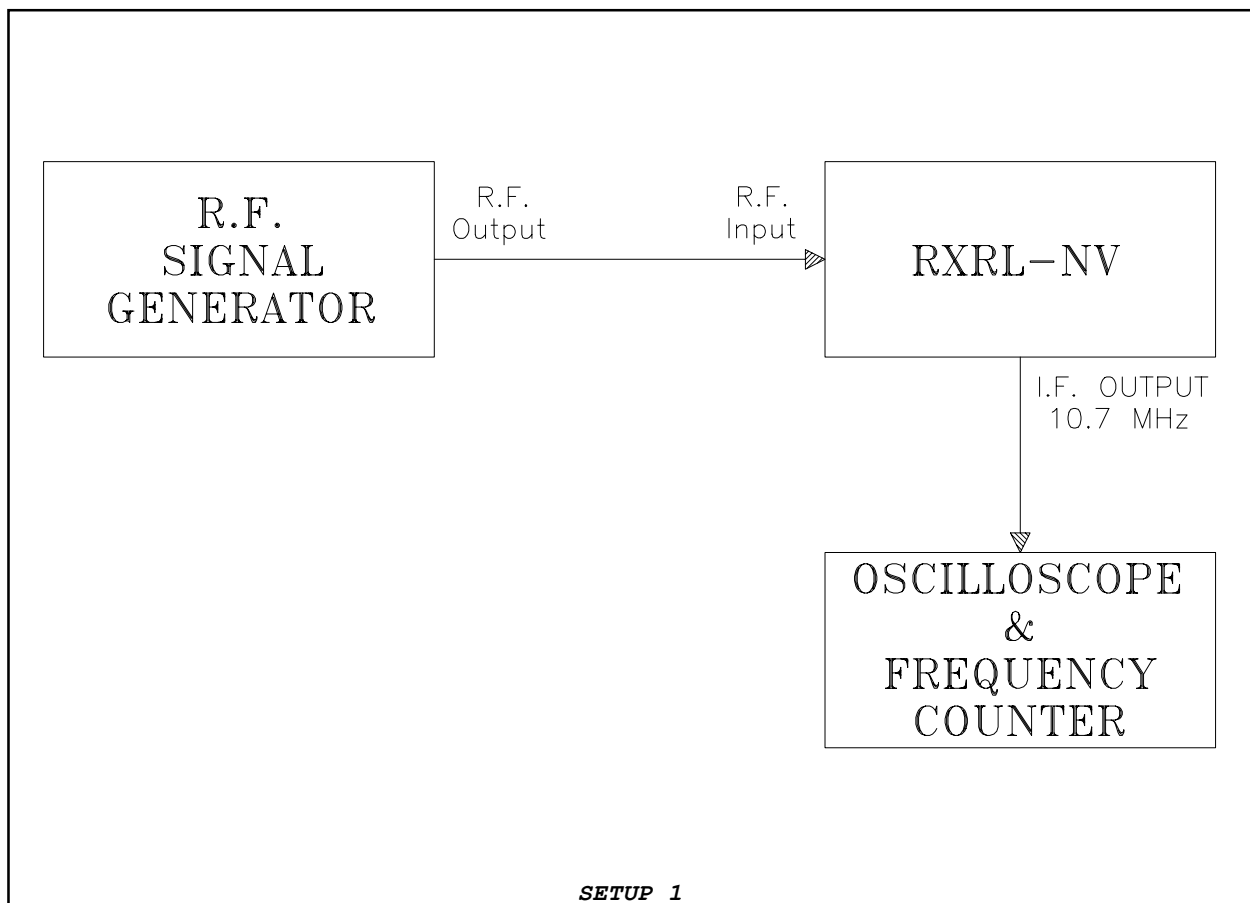 R.F.
SIGNAL
GENERATOR
R.F.
Output
R.F.
Input
RXRL-NV
I.F. OUTPUT
10.7 MHz
OSCILLOSCOPE
&
FREQUENCY
COUNTER
SETUP 1